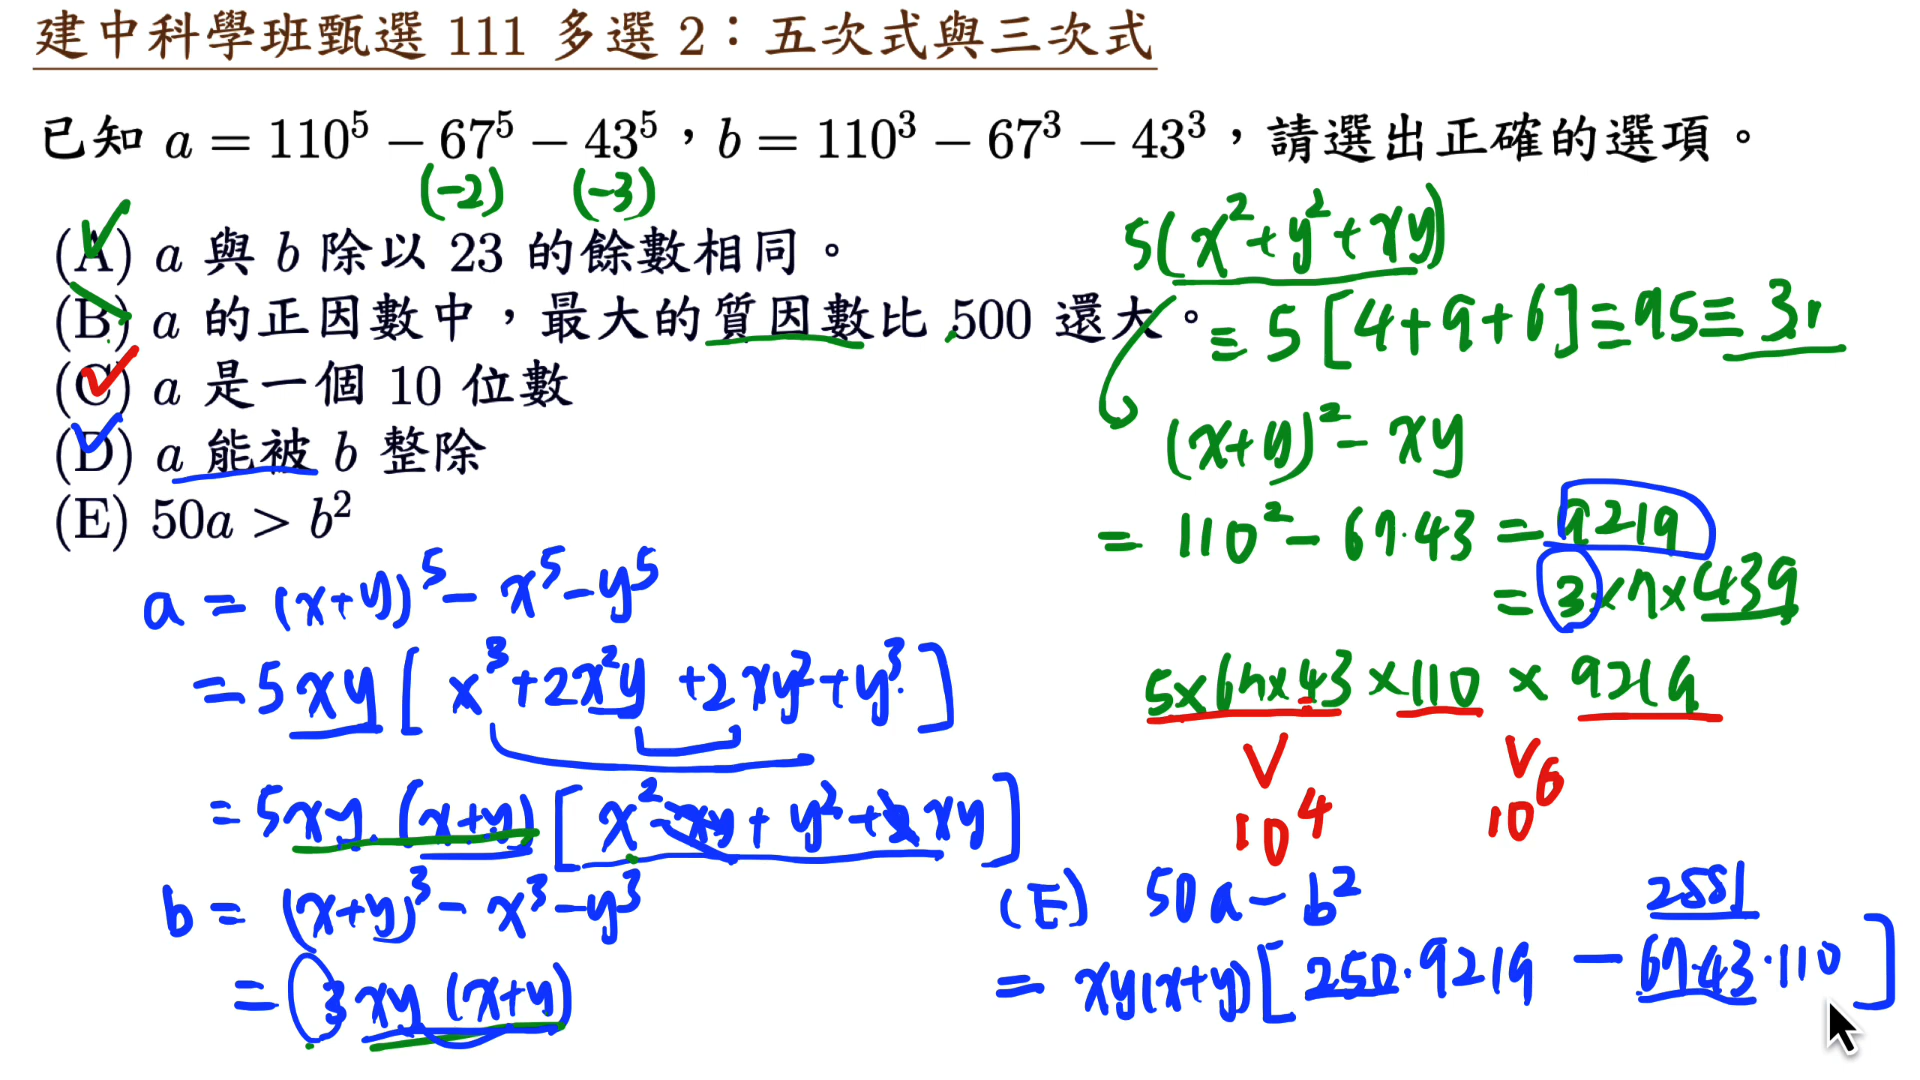 建中科學班甄選 111 多選 2：五次式與三次式
已知 a = 110⁵ − 67⁵ − 43⁵，b = 110³ − 67³ − 43³，請選出正確的選項。
(−2) (−3)
(A) a 與 b 除以 23 的餘數相同。
(B) a 的正因數中，最大的質因數比 500 還大。
(C) a 是一個 10 位數
(D) a 能被 b 整除
(E) 50a > b²
5(x²+y²+xy)
≡ 5[4+9+6] ≡ 95 ≡ 3
(x+y)² − xy
= 110² − 67·43 = 9219
= 3×7×439
5×67×43 ×110 × 9219
∨ ∨
10⁴ 10⁶
a = (x+y)⁵ − x⁵ − y⁵
= 5xy[x³+2x²y+2xy²+y³]
= 5xy(x+y)[x²−xy+y²+2xy]
b = (x+y)³ − x³ − y³
= 3xy(x+y)
(E) 50a − b²
2881
= xy(x+y)[250·9219 − 67·43·110]